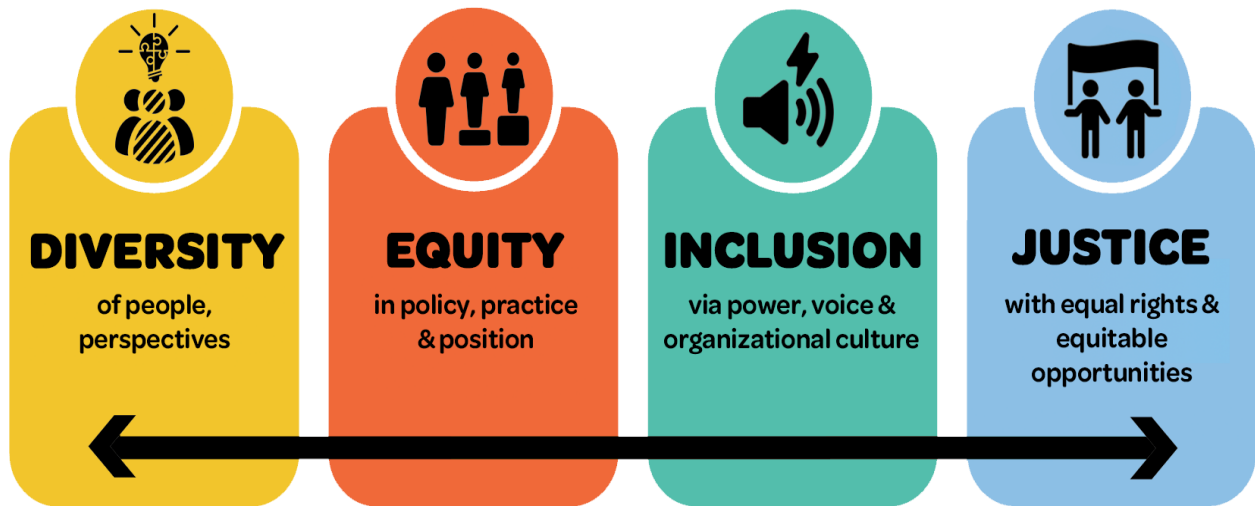 DIVERSITY
of people,
perspectives
EQUITY
in policy, practice
& position
INCLUSION
via power, voice &
organizational culture
JUSTICE
with equal rights &
equitable
opportunities